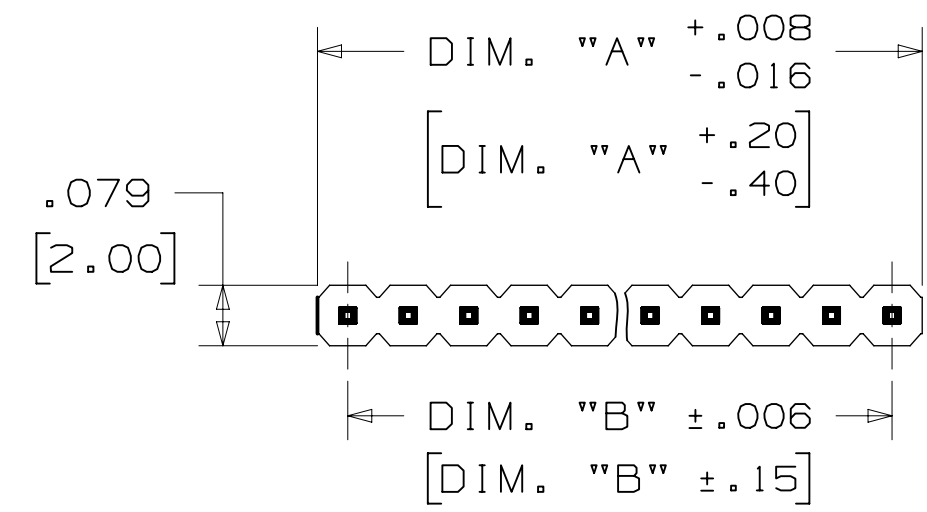 DIM. "A" +.008
-.016
[DIM. "A" +.20
-.40]
.079
[2.00]
DIM. "B" ±.006
[DIM. "B" ±.15]